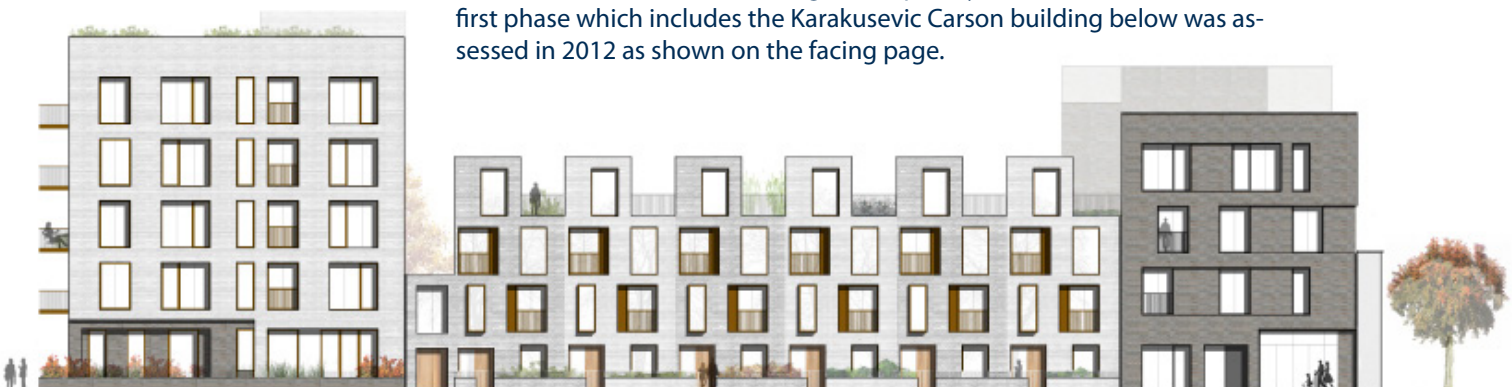 first phase which includes the Karakusevic Carson building below was as-
sessed in 2012 as shown on the facing page.